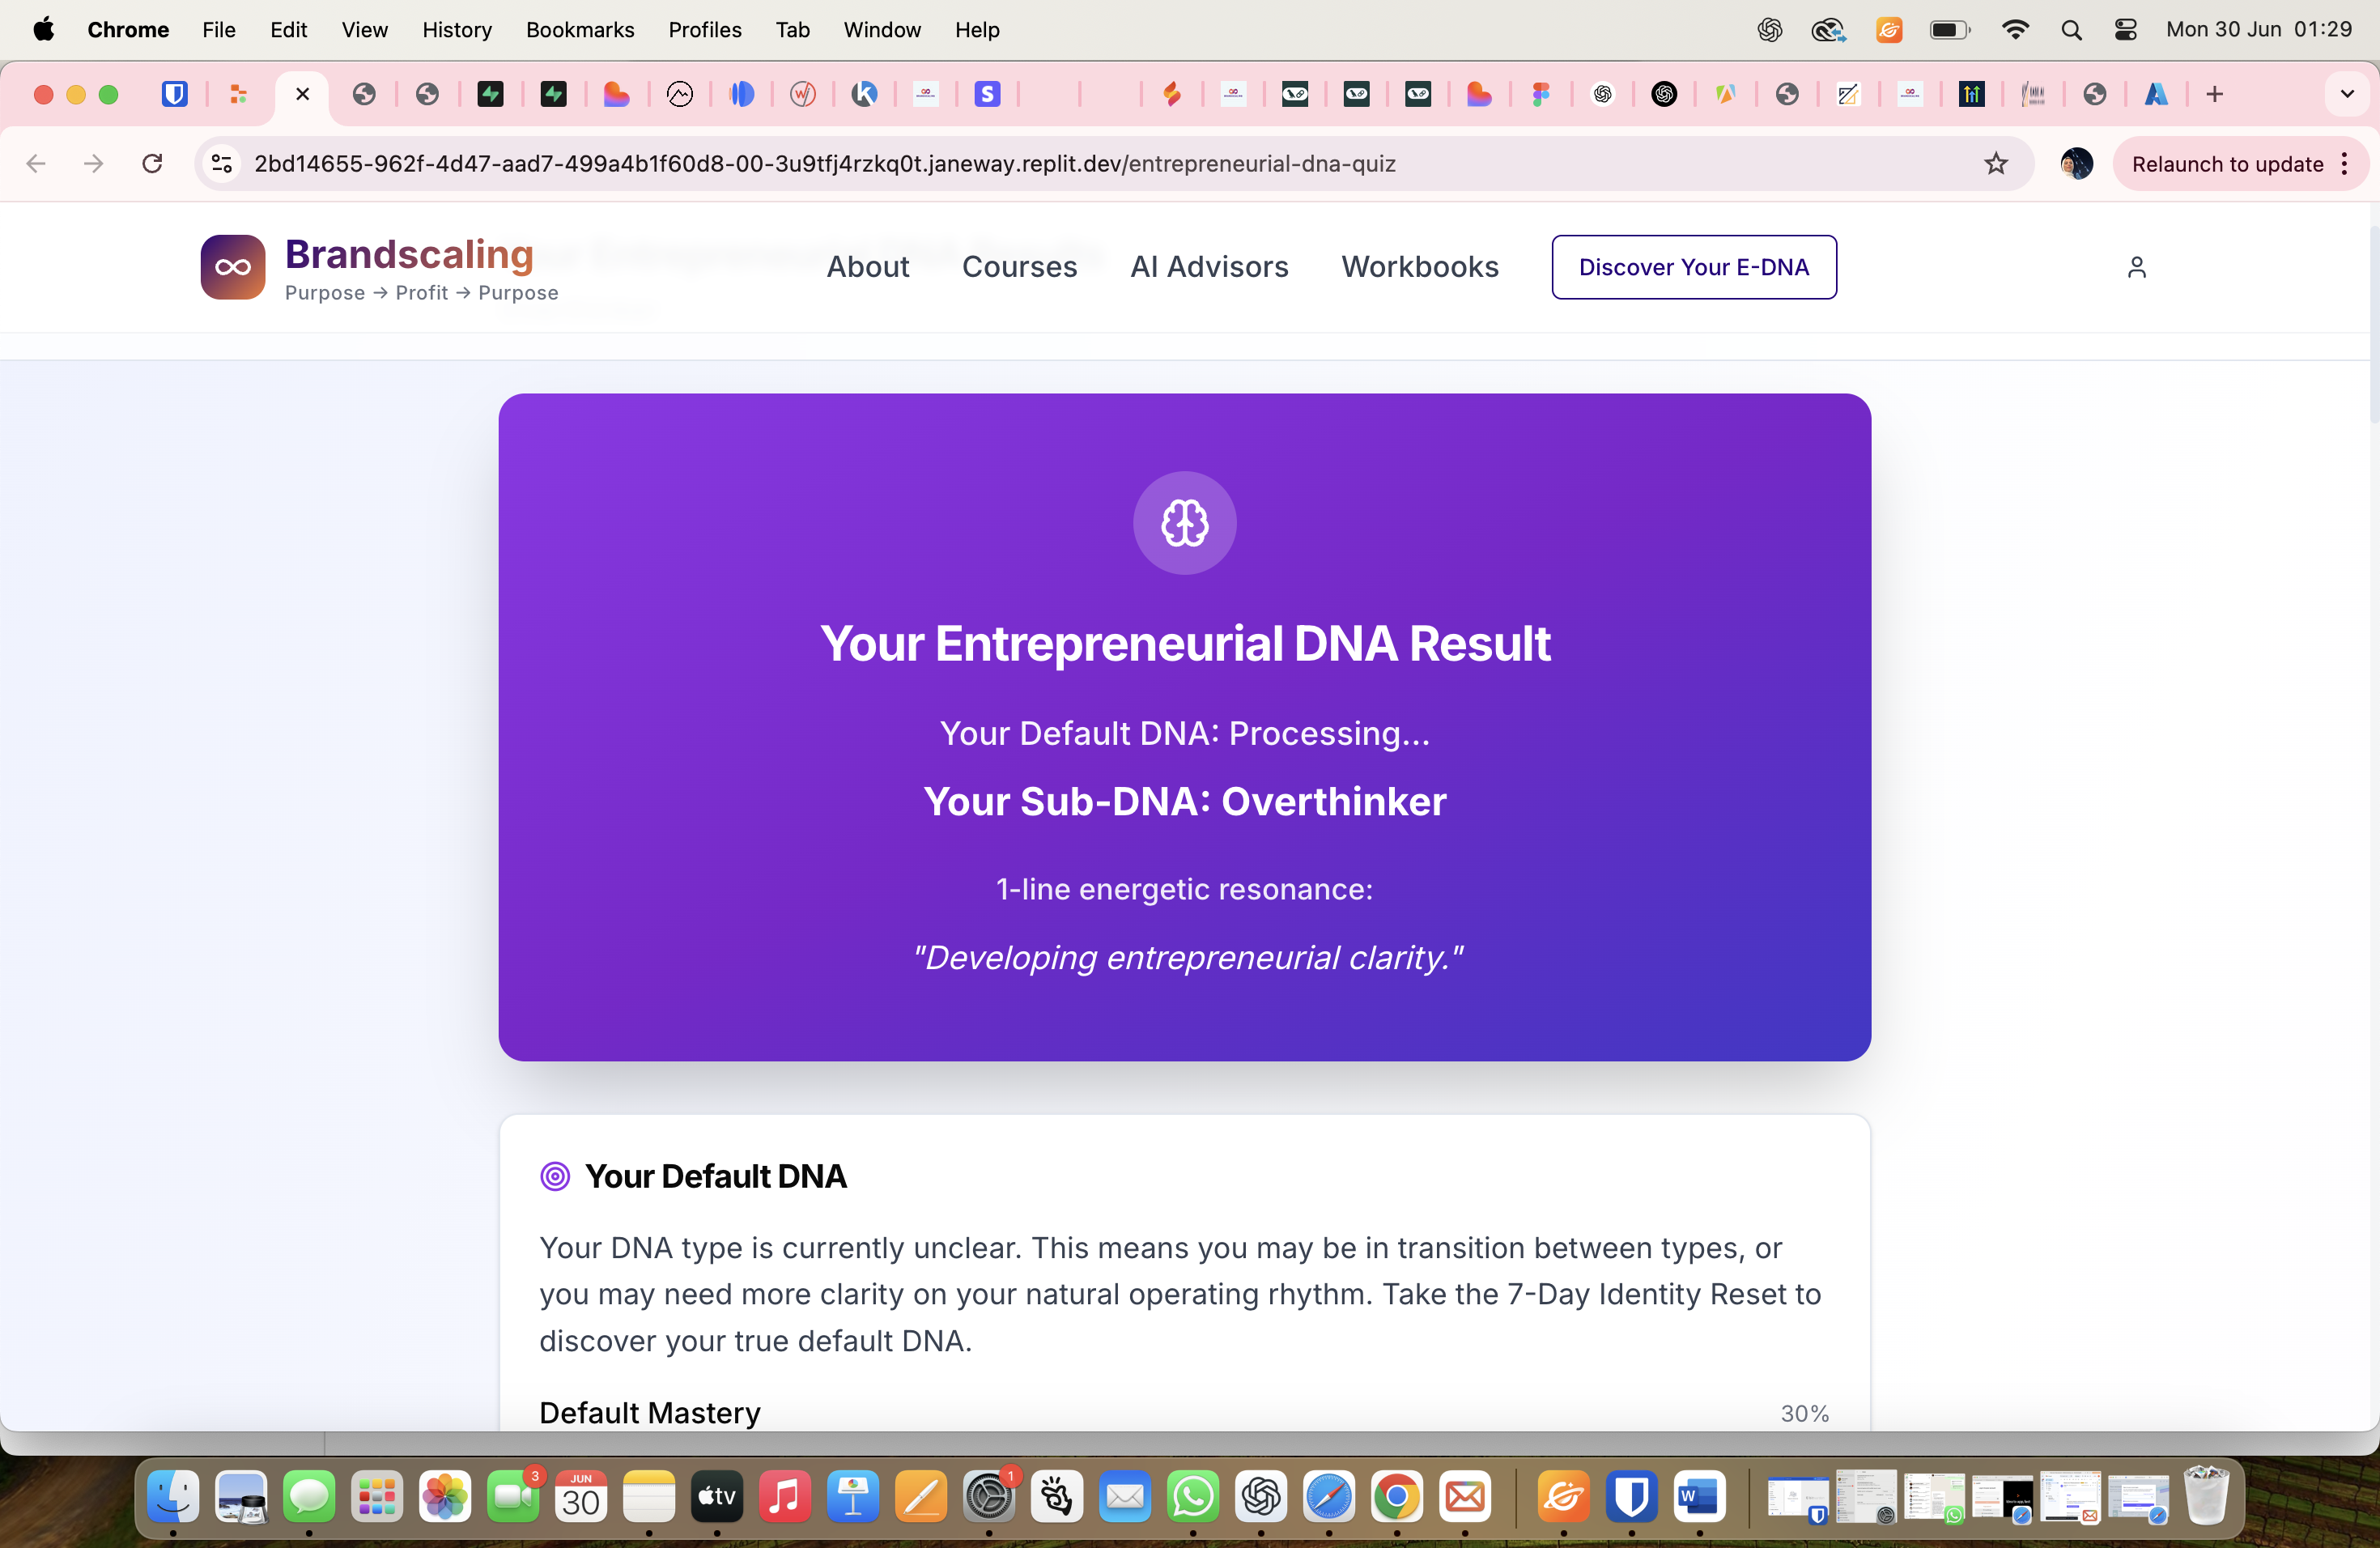 Chrome File Edit View History Bookmarks Profiles Tab Window Help Mon 30 Jun 01:29
2bd14655-962f-4d47-aad7-499a4b1f60d8-00-3u9tfj4rzkq0t.janeway.replit.dev/entrepreneurial-dna-quiz
Relaunch to update
Brandscaling
Purpose → Profit → Purpose
About Courses AI Advisors Workbooks Discover Your E-DNA
Your Entrepreneurial DNA Result
Your Default DNA: Processing...
Your Sub-DNA: Overthinker
1-line energetic resonance:
"Developing entrepreneurial clarity."
Your Default DNA
Your DNA type is currently unclear. This means you may be in transition between types, or
you may need more clarity on your natural operating rhythm. Take the 7-Day Identity Reset to
discover your true default DNA.
Default Mastery 30%
3
JUN
30
tv
1
W